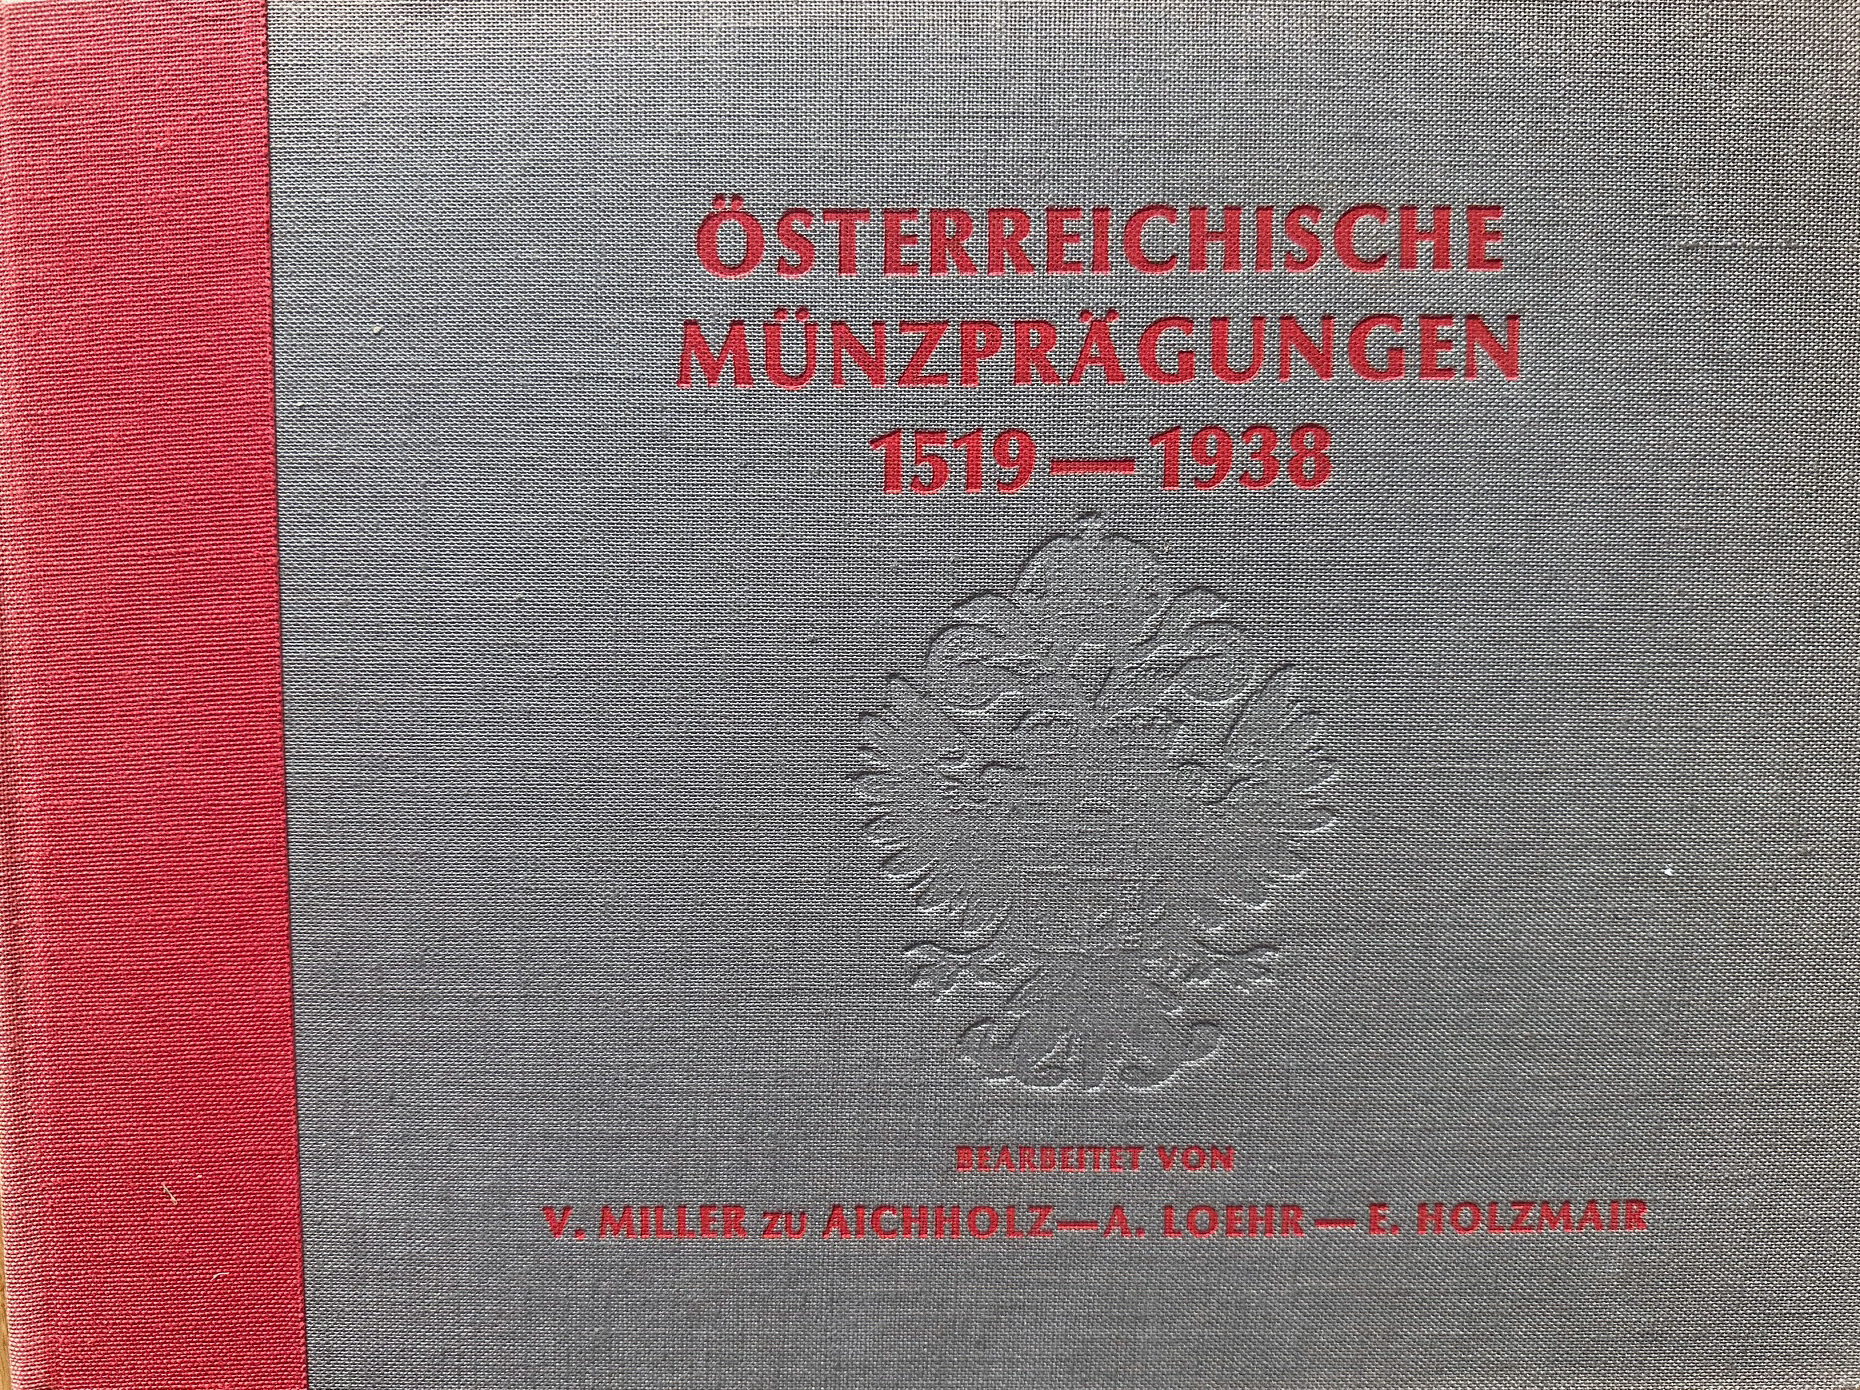 ÖSTERREICHISCHE
MÜNZPRÄGUNGEN
1519—1938
BEARBEITET VON
V. MILLER ZU AICHHOLZ—A. LOEHR—E. HOLZMAIR